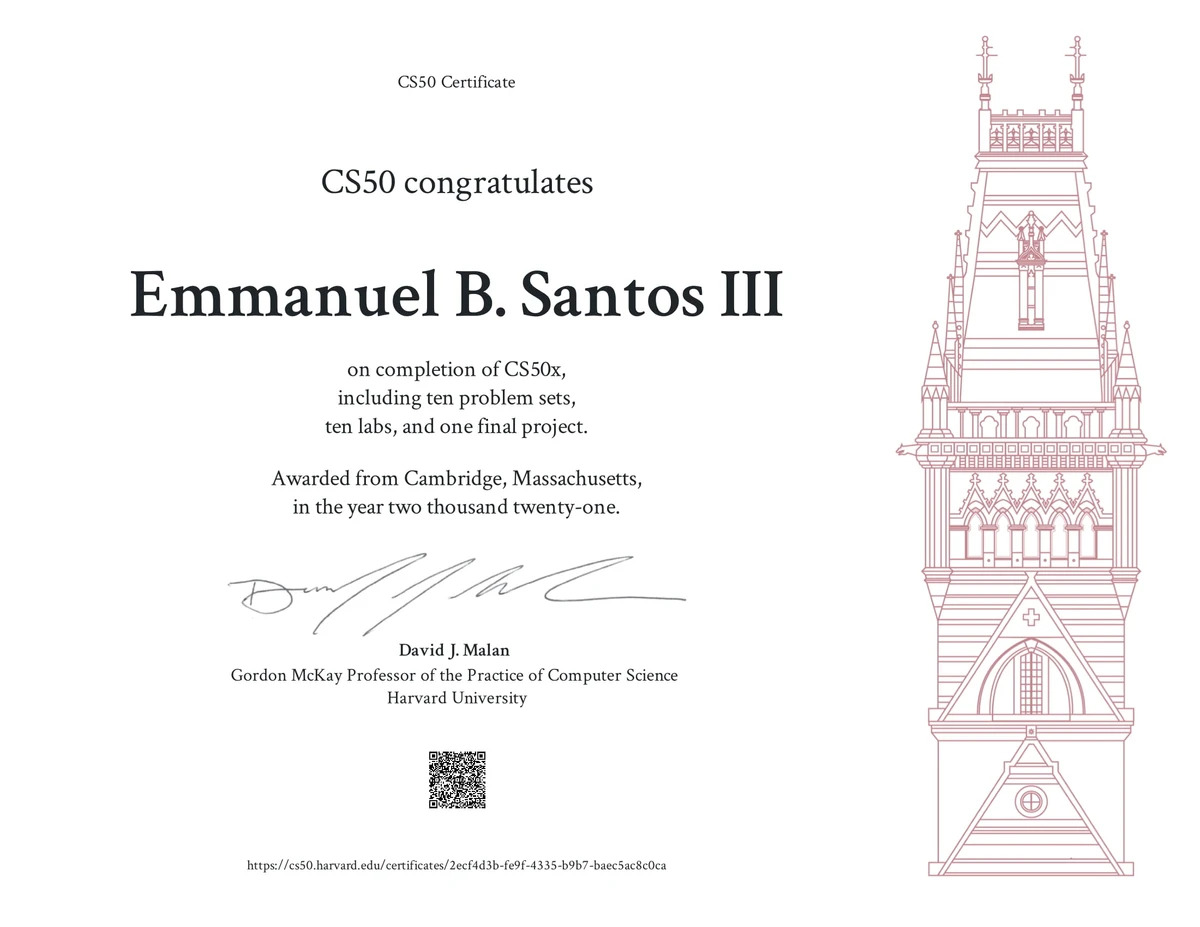 CS50 Certificate
CS50 congratulates
Emmanuel B. Santos III
on completion of CS50x,
including ten problem sets,
ten labs, and one final project.
Awarded from Cambridge, Massachusetts,
in the year two thousand twenty-one.
David J. Malan
Gordon McKay Professor of the Practice of Computer Science
Harvard University
https://cs50.harvard.edu/certificates/2ecf4d3b-fe9f-4335-b9b7-baec5ac8c0ca